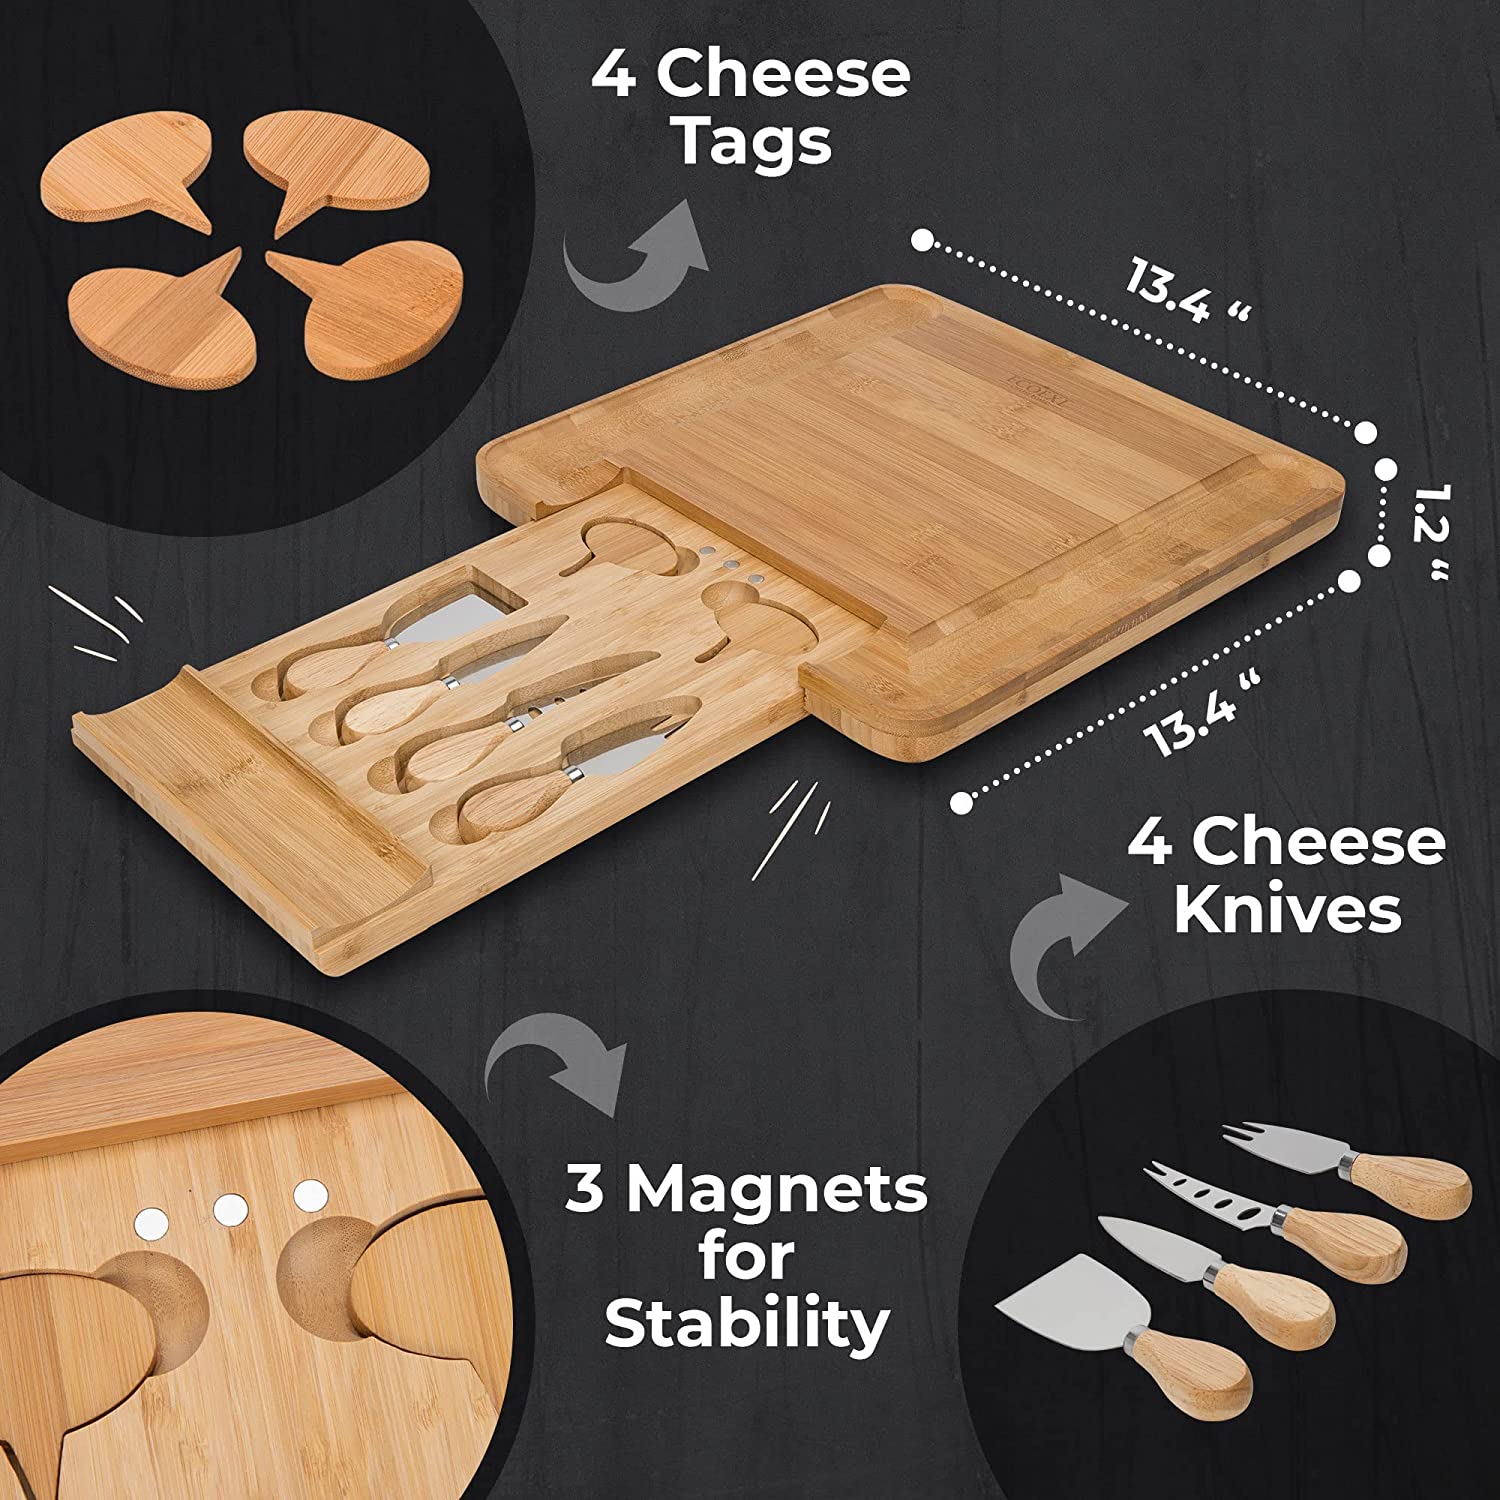 4 Cheese
Tags
13.4 “
1.2 “
13.4 “
4 Cheese
Knives
3 Magnets
for
Stability